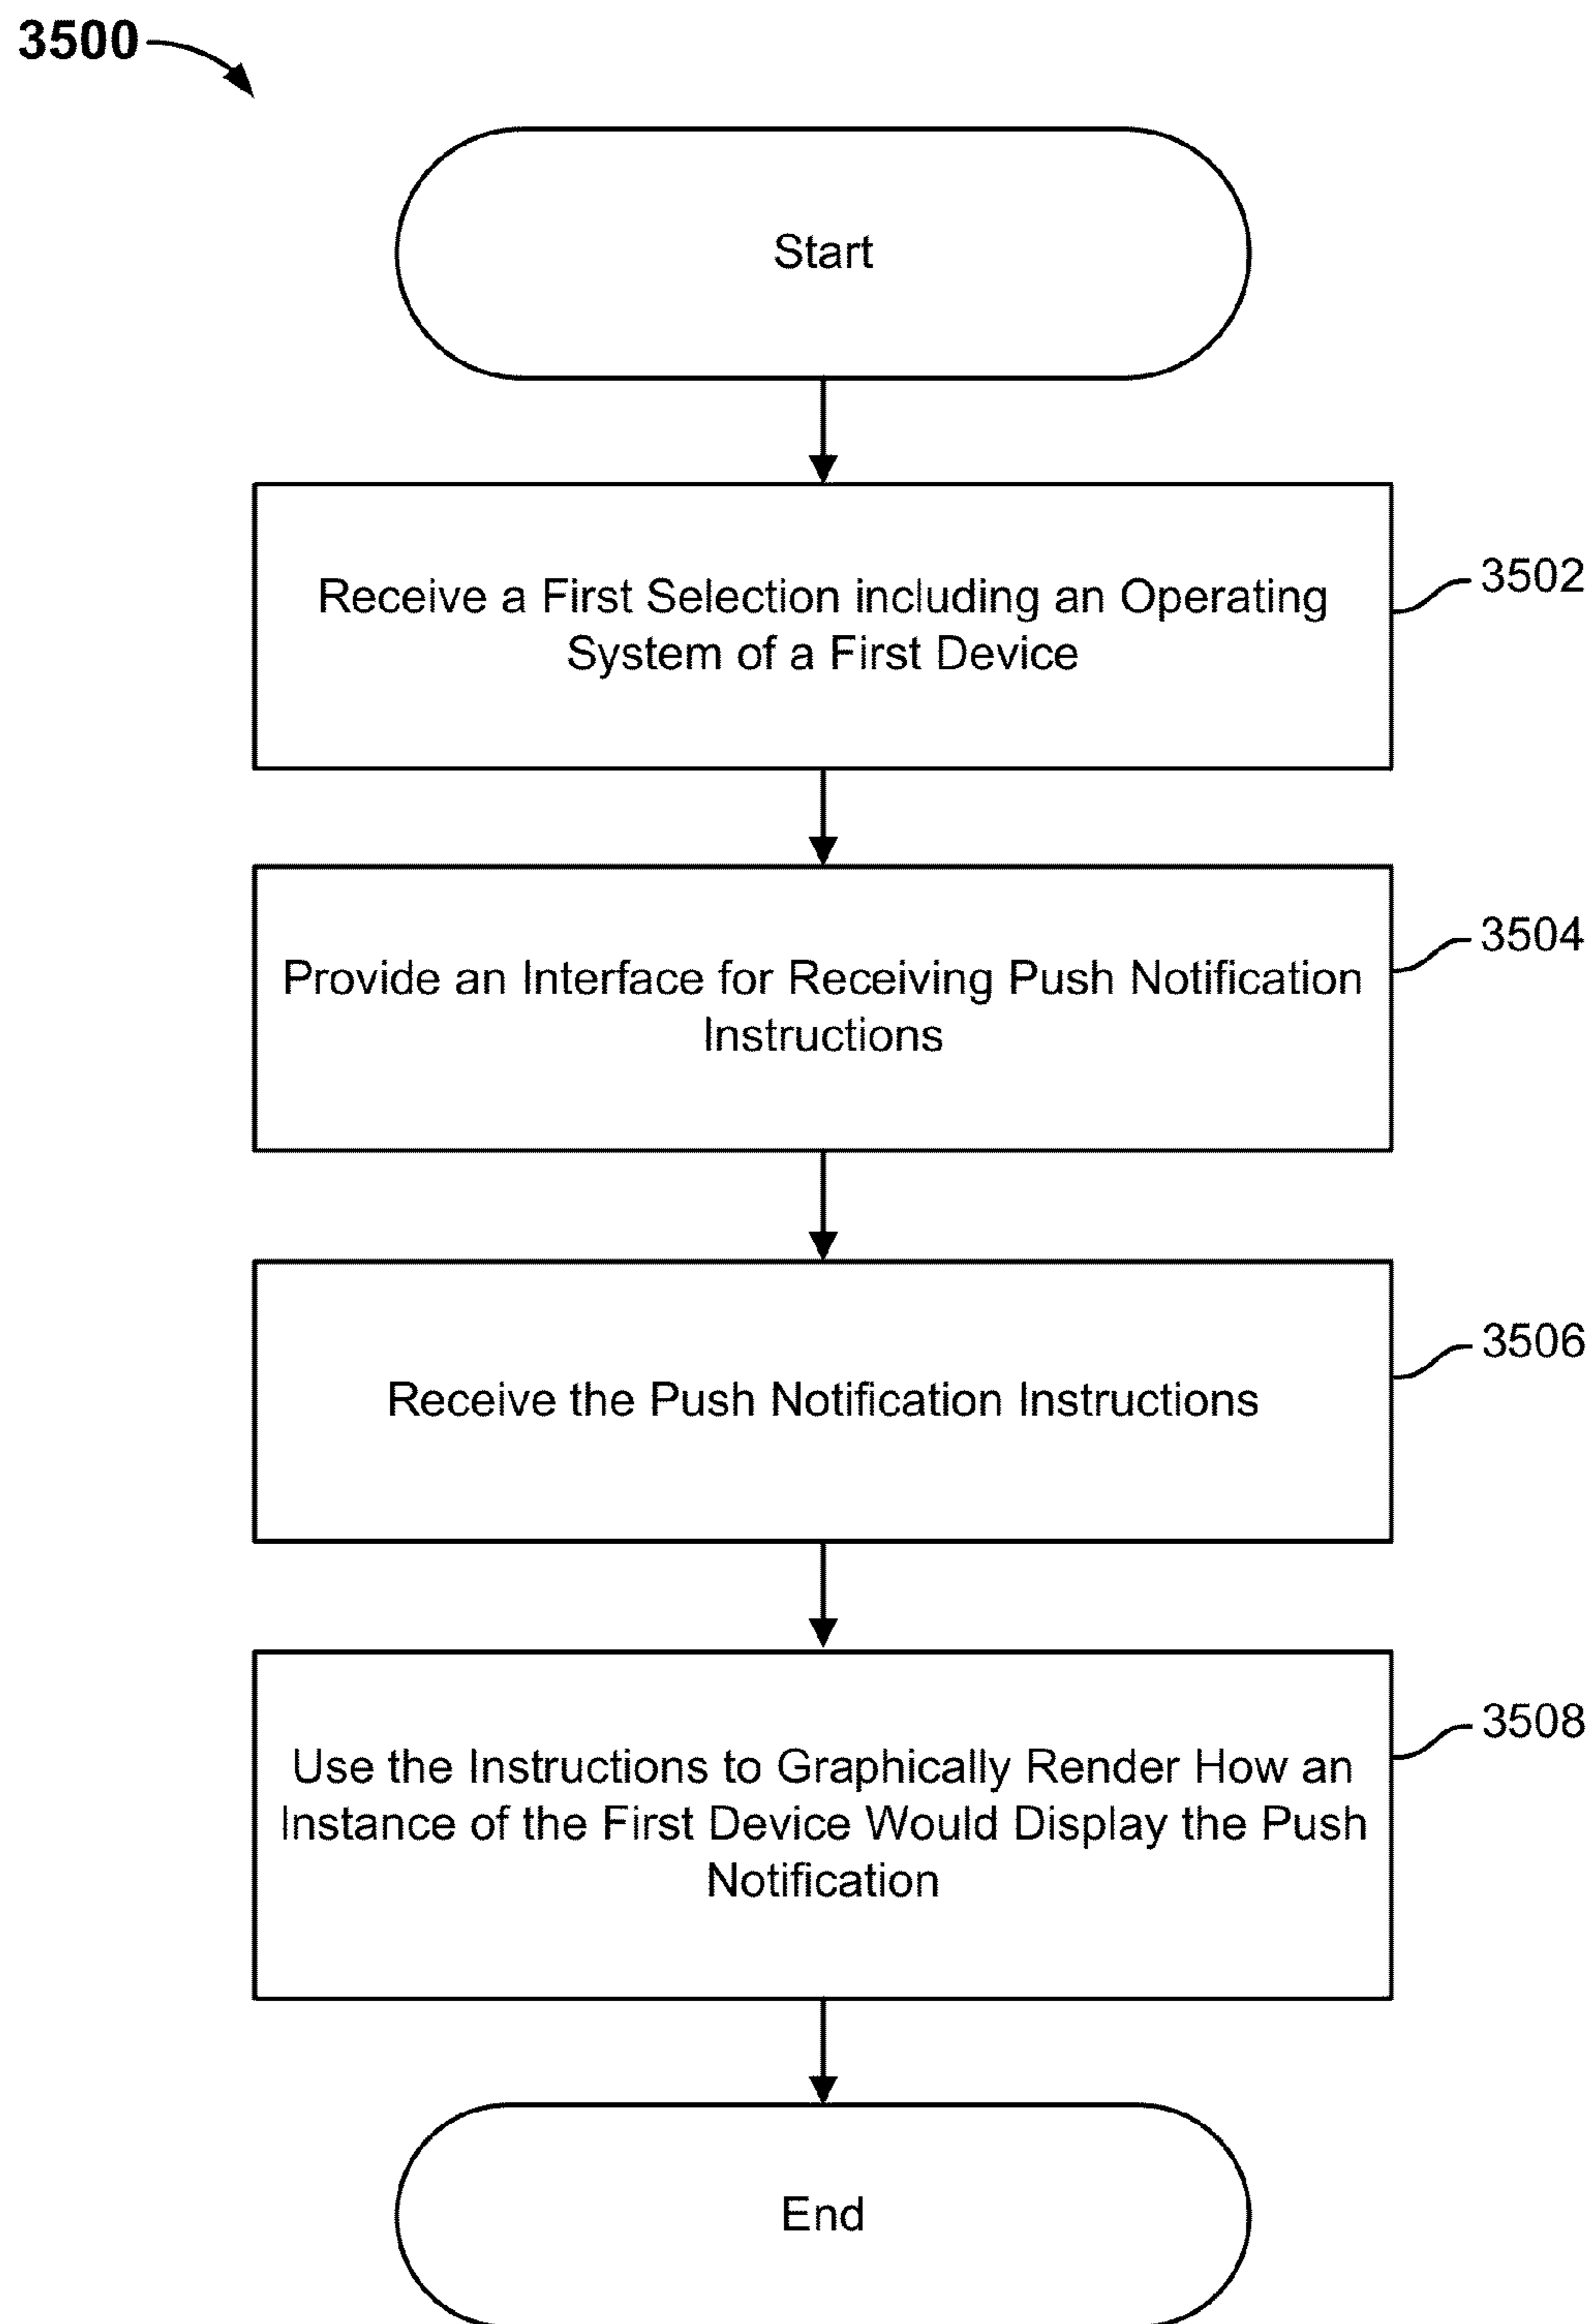 3500
Start
Receive a First Selection including an Operating
System of a First Device
3502
Provide an Interface for Receiving Push Notification
Instructions
3504
Receive the Push Notification Instructions
3506
Use the Instructions to Graphically Render How an
Instance of the First Device Would Display the Push
Notification
3508
End